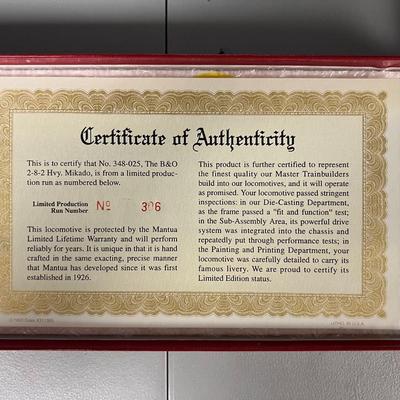 Certificate of Authenticity
This is to certify that No. 348-025, The B&O
2-8-2 Hvy. Mikado, is from a limited produc-
tion run as numbered below.
Limited Production
Run Number
No 306
This locomotive is protected by the Mantua
Limited Lifetime Warranty and will perform
reliably for years. It is unique in that it is hand
crafted in the same exacting, precise manner
that Mantua has developed since it was first
established in 1926.
This product is further certified to represent
the finest quality our Master Trainbuilders
build into our locomotives, and it will operate
as promised. Your locomotive passed stringent
inspections: in our Die-Casting Department,
as the frame passed a "fit and function" test;
in the Sub-Assembly Area, its powerful drive
system was integrated into the chassis and
repeatedly put through performance tests; in
the Painting and Printing Department, your
locomotive was carefully detailed to carry its
famous livery. We are proud to certify its
Limited Edition status.
U.S.A.